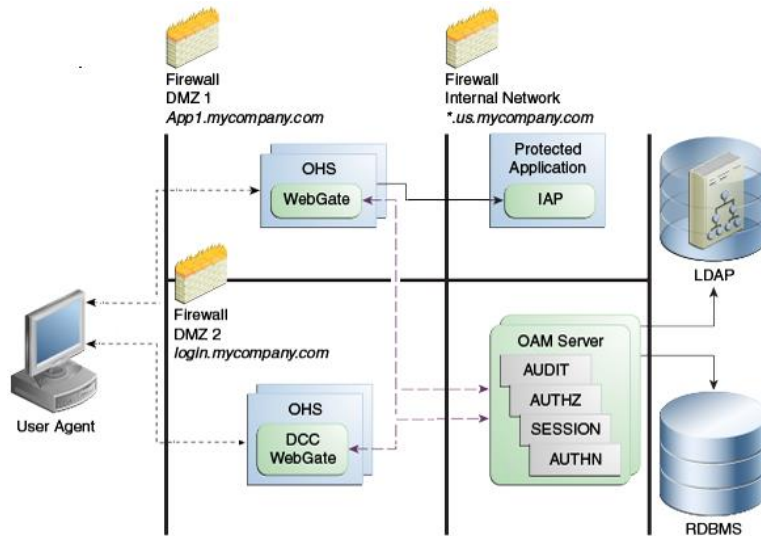 Firewall
DMZ 1
App1.mycompany.com
Firewall
Internal Network
*.us.mycompany.com
OHS
WebGate
Protected
Application
IAP
LDAP
Firewall
DMZ 2
login.mycompany.com
User Agent
OHS
DCC
WebGate
OAM Server
AUDIT
AUTHZ
SESSION
AUTHN
RDBMS